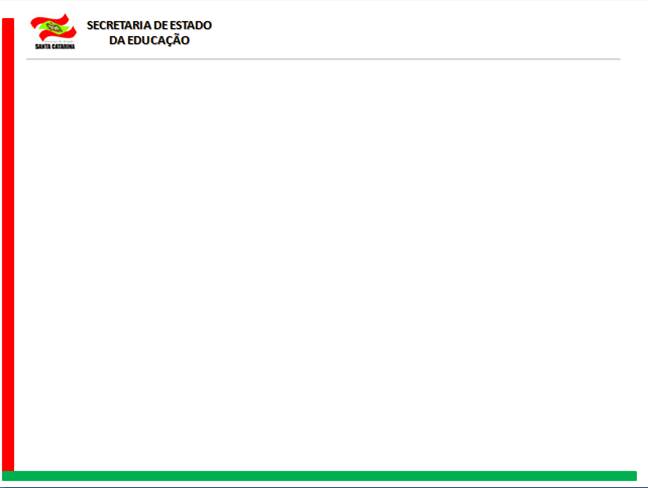 SECRETARIA DE ESTADO
DA EDUCAÇÃO
SANTA CATARINA